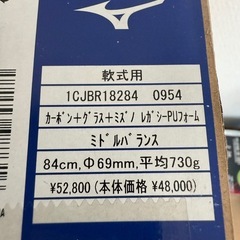 軟式用
1CJBR18284 0954
カーボン+グラス+ミズノ レガシーPUフォーム
ミドルバランス
84cm,Φ69mm,平均730g
¥52,800(本体価格¥48,000)